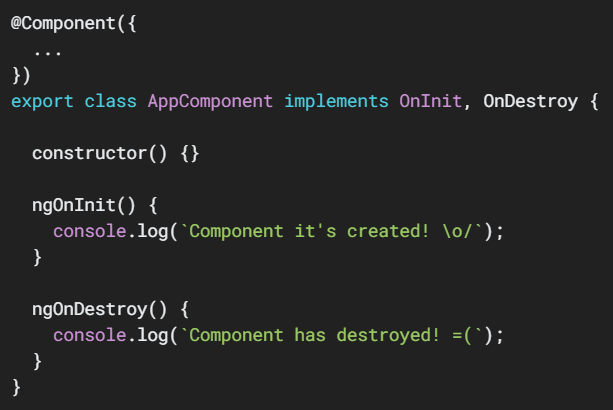 @Component({
  ...
})
export class AppComponent implements OnInit, OnDestroy {
  constructor() {}
  ngOnInit() {
    console.log(`Component it's created! \o/`);
  }
  ngOnDestroy() {
    console.log(`Component has destroyed! =(`);
  }
}